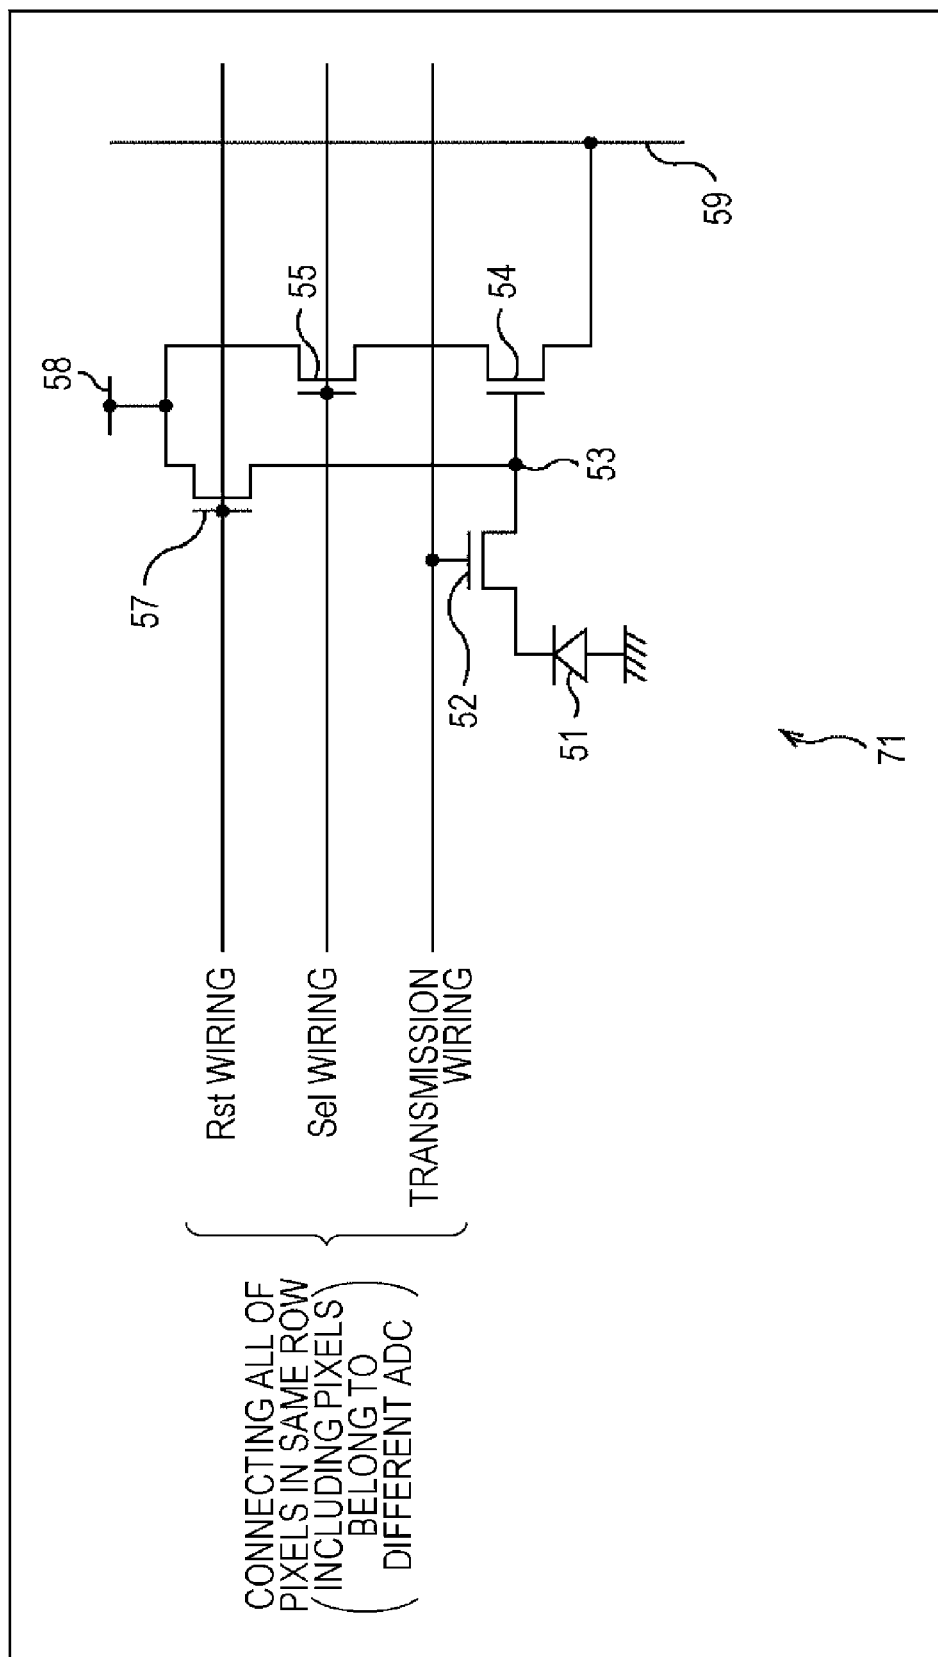 58
57
55
54
53
52
51
59
71
Rst WIRING
Sel WIRING
TRANSMISSION
WIRING
CONNECTING ALL OF
PIXELS IN SAME ROW
(INCLUDING PIXELS
BELONG TO
DIFFERENT ADC)